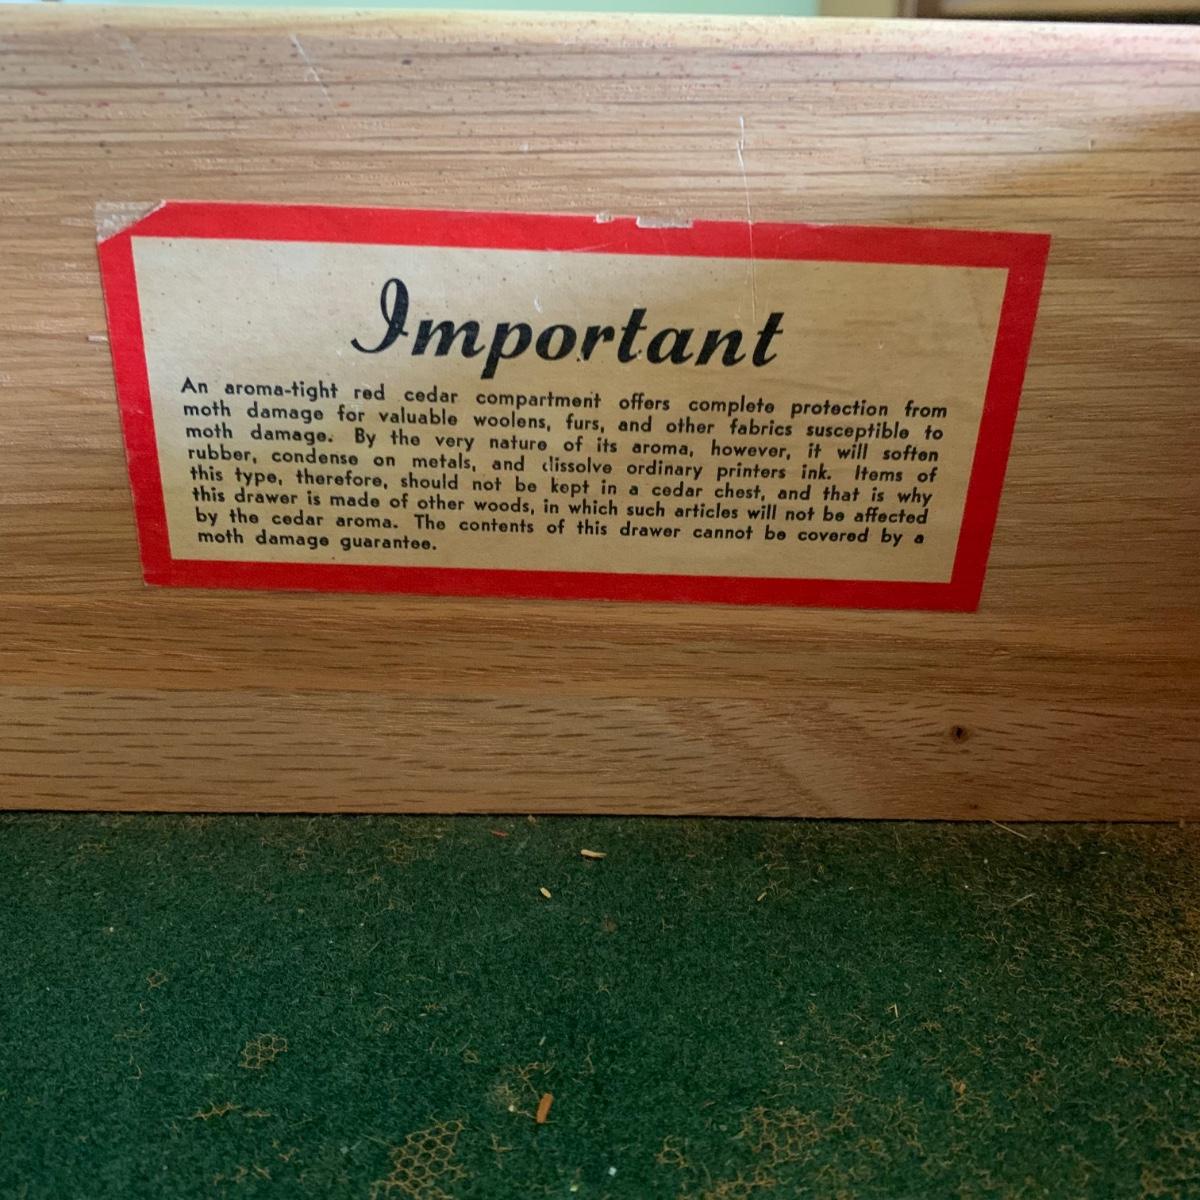 Important
An aroma-tight red cedar compartment offers complete protection from
moth damage for valuable woolens, furs, and other fabrics susceptible to
moth damage. By the very nature of its aroma, however, it will soften
rubber, condense on metals, and dissolve ordinary printers ink. Items of
this type, therefore, should not be kept in a cedar chest, and that is why
this drawer is made of other woods, in which such articles will not be affected
by the cedar aroma. The contents of this drawer cannot be covered by a
moth damage guarantee.